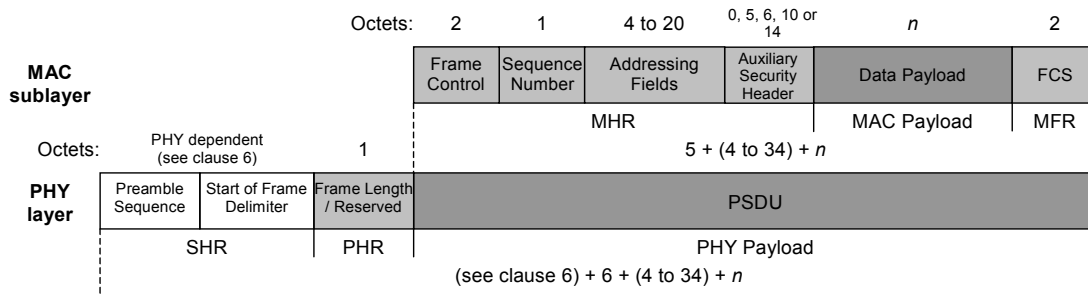 Octets: 2 1 4 to 20 0, 5, 6, 10 or 14 n 2
MAC sublayer
Frame Control
Sequence Number
Addressing Fields
Auxiliary Security Header
Data Payload
FCS
MHR MAC Payload MFR
Octets: PHY dependent (see clause 6) 1 5 + (4 to 34) + n
PHY layer
Preamble Sequence
Start of Frame Delimiter
Frame Length / Reserved
PSDU
SHR PHR PHY Payload
(see clause 6) + 6 + (4 to 34) + n